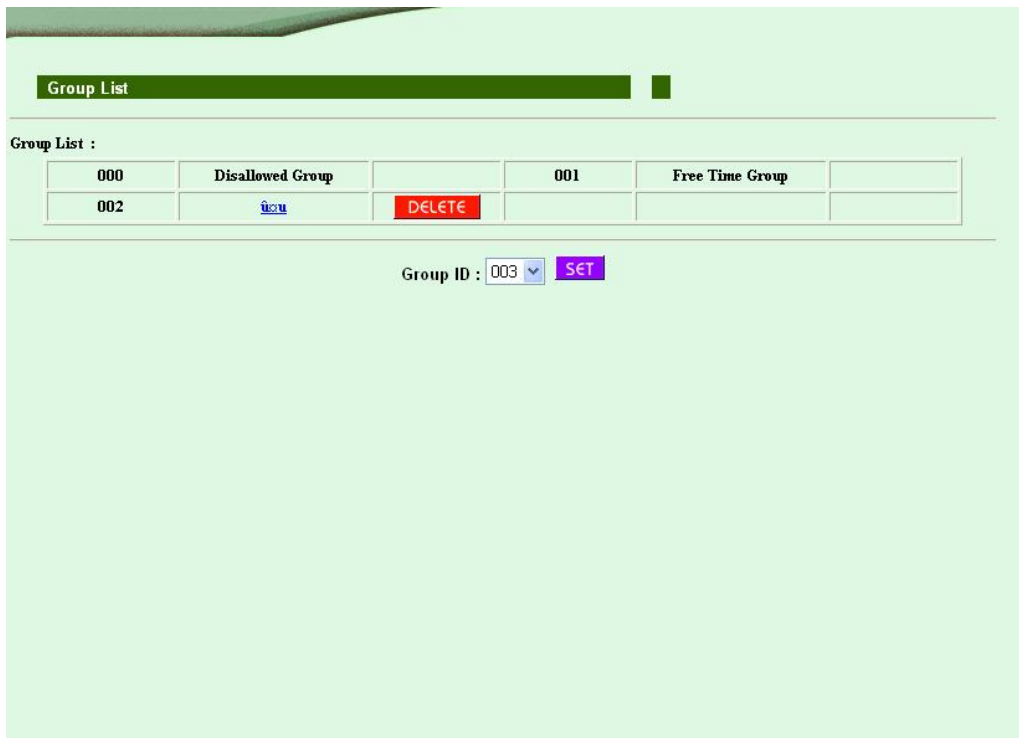 Group List
Group List :
000 Disallowed Group 001 Free Time Group
002 DELETE
Group ID : 003 SET